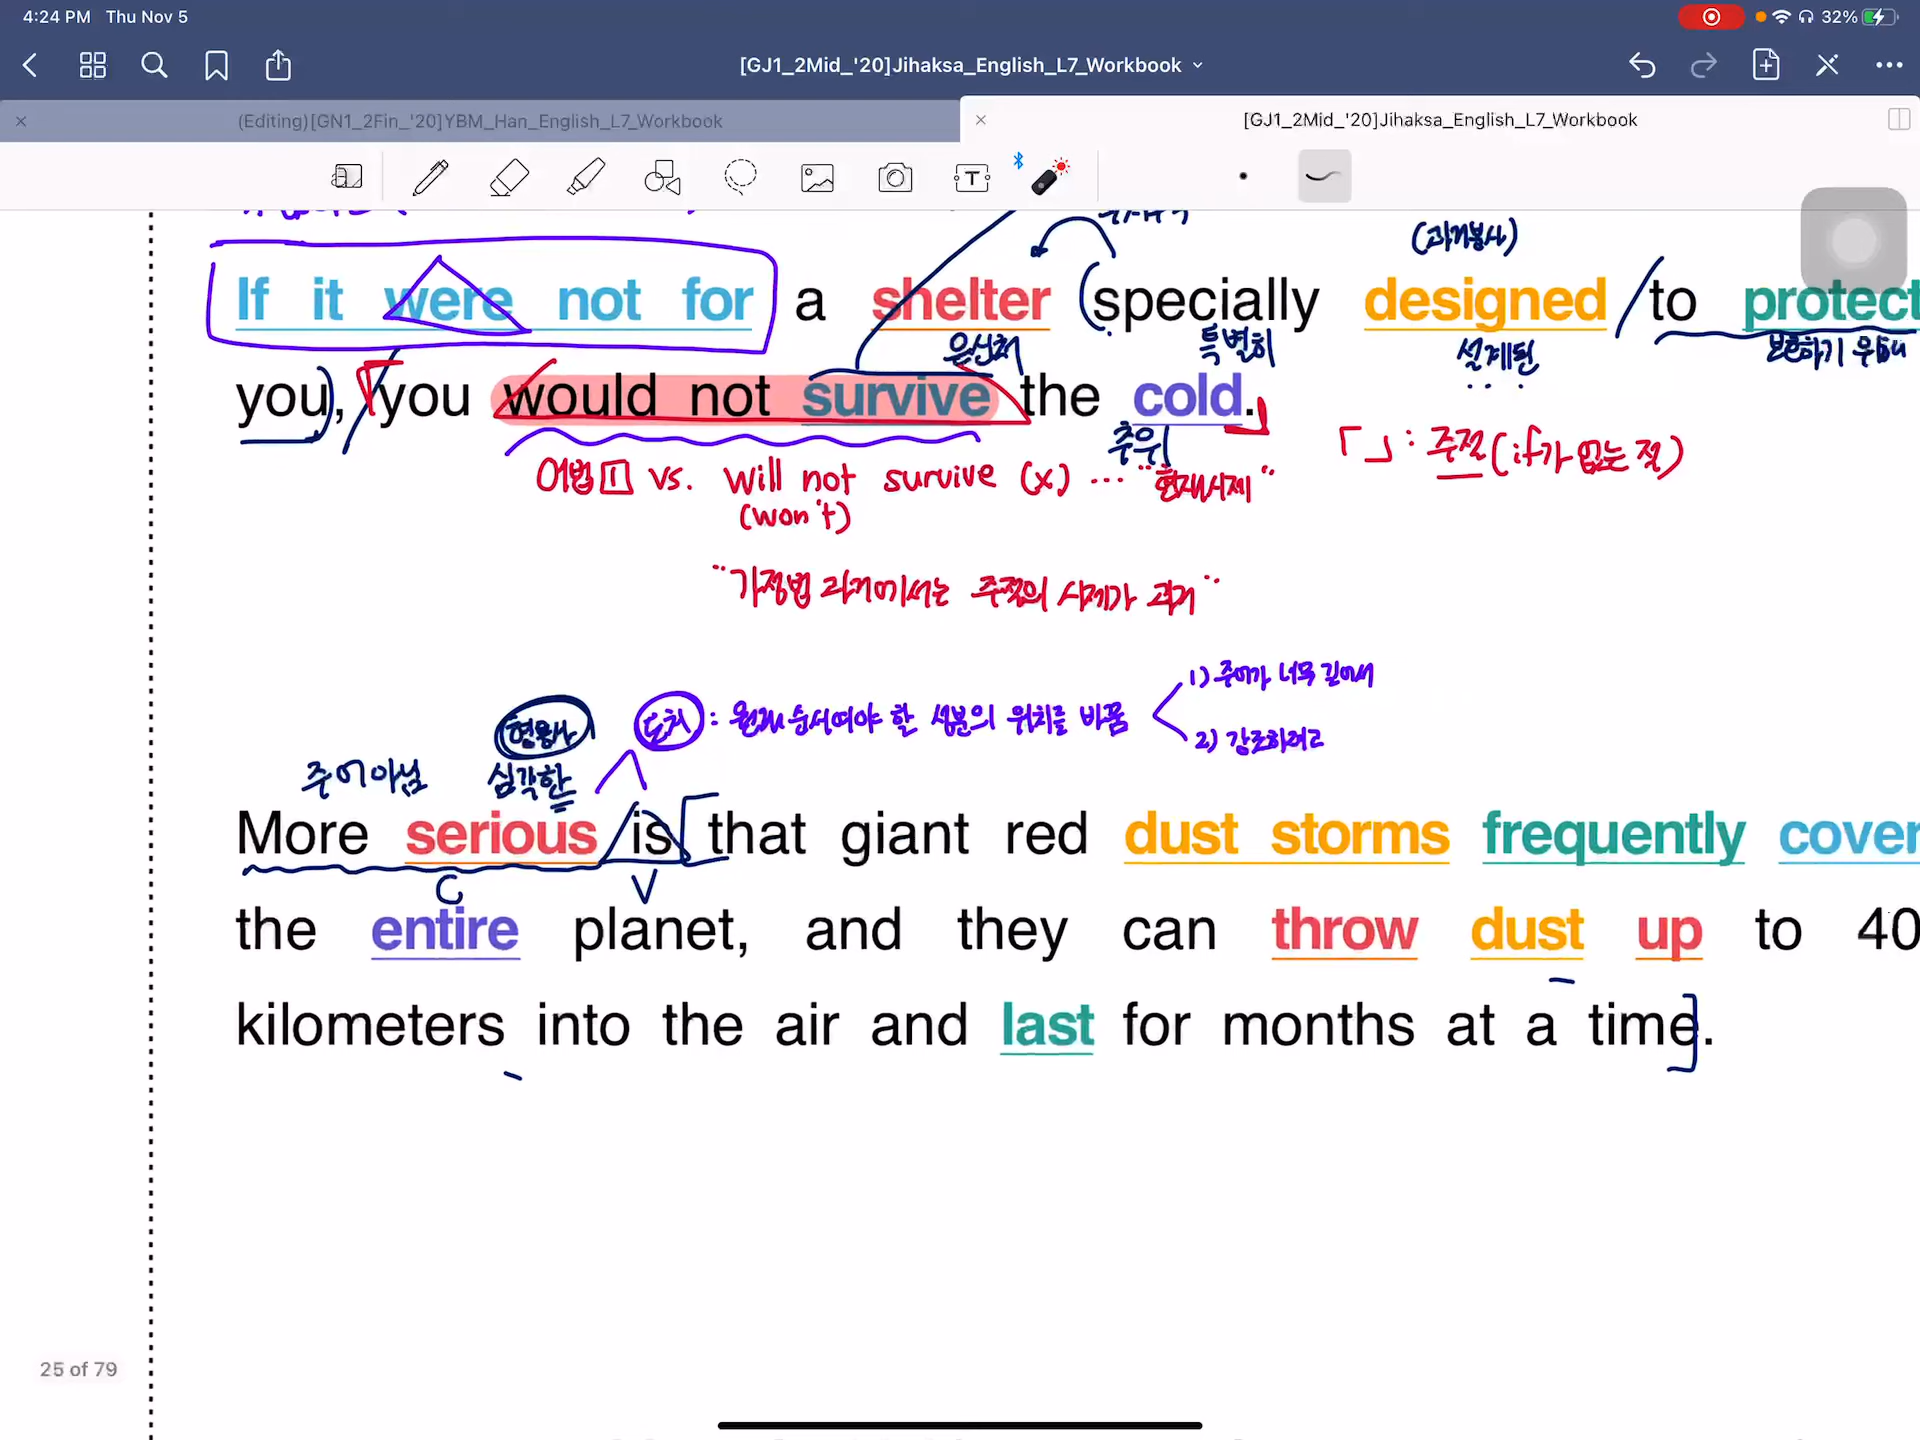 4:24 PM Thu Nov 5
32%
[GJ1_2Mid_'20]Jihaksa_English_L7_Workbook
(Editing)[GN1_2Fin_'20]YBM_Han_English_L7_Workbook
[GJ1_2Mid_'20]Jihaksa_English_L7_Workbook
(과거분사)
If it were not for a shelter (specially designed / to protect
은신처 특별히 설계된 보호하기 위해
you), you would not survive the cold.
추위
「 」: 주절 (if가 없는 절)
어법 1 vs. will not survive (x) ... "현재시제"
(won't)
"가정법 과거에서는 주절의 시제가 과거"
1) 주어가 너무 길어서
형용사 도치 : 원래 순서여야 할 성분의 위치를 바꿈
2) 강조하려고
주어 아님 심각한
More serious is [that giant red dust storms frequently cover
C V
the entire planet, and they can throw dust up to 40
kilometers into the air and last for months at a time].
25 of 79